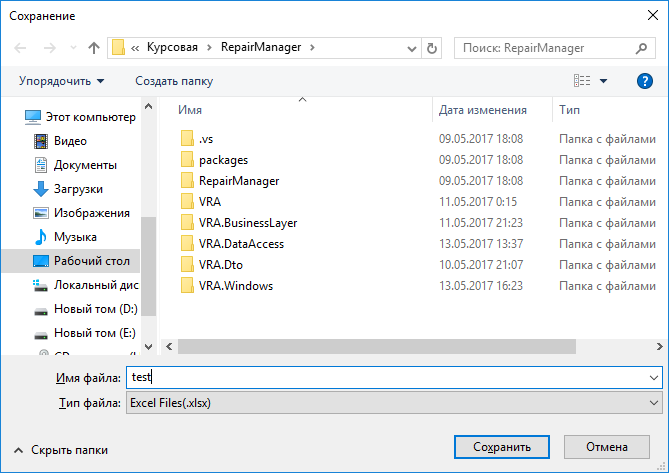 Сохранение
« Курсовая › RepairManager ›
Поиск: RepairManager
Упорядочить
Создать папку
Этот компьютер
Видео
Документы
Загрузки
Изображения
Музыка
Рабочий стол
Локальный дис
Новый том (D:)
Новый том (E:)
Имя Дата изменения Тип
.vs 09.05.2017 18:08 Папка с файлами
packages 09.05.2017 18:08 Папка с файлами
RepairManager 09.05.2017 18:08 Папка с файлами
VRA 11.05.2017 0:15 Папка с файлами
VRA.BusinessLayer 11.05.2017 21:23 Папка с файлами
VRA.DataAccess 13.05.2017 13:37 Папка с файлами
VRA.Dto 10.05.2017 21:07 Папка с файлами
VRA.Windows 13.05.2017 16:23 Папка с файлами
Имя файла: test
Тип файла: Excel Files(.xlsx)
Скрыть папки
Сохранить
Отмена